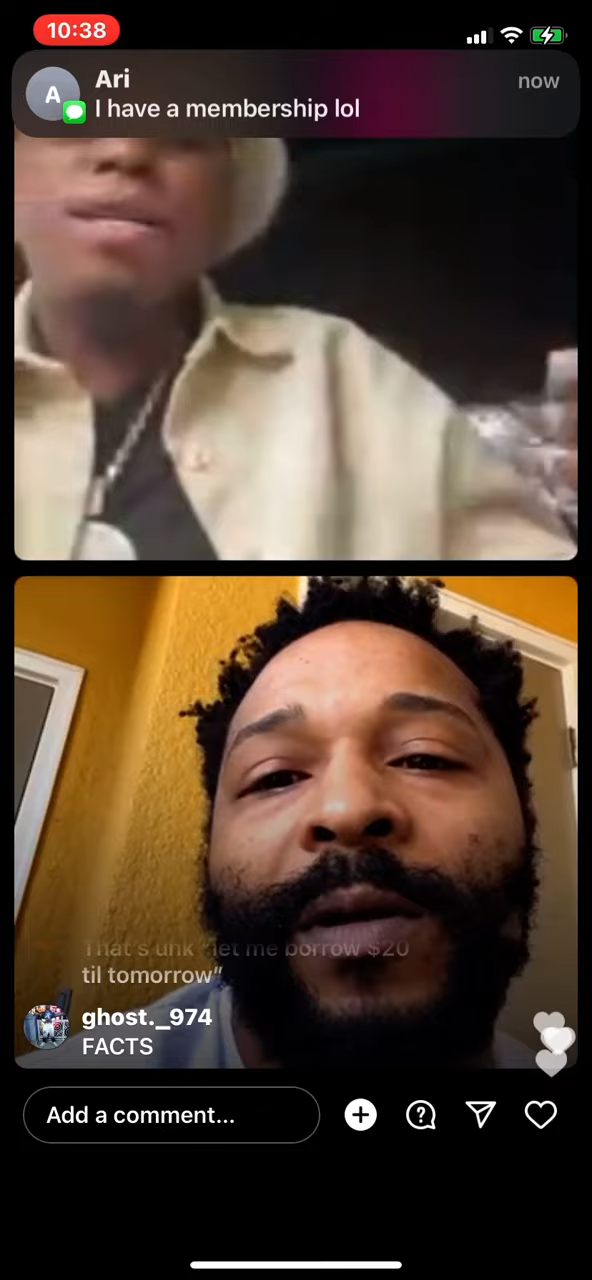 10:38
A
Ari
now
I have a membership lol
That's unk "let me borrow $20
til tomorrow"
ghost._974
FACTS
Add a comment...